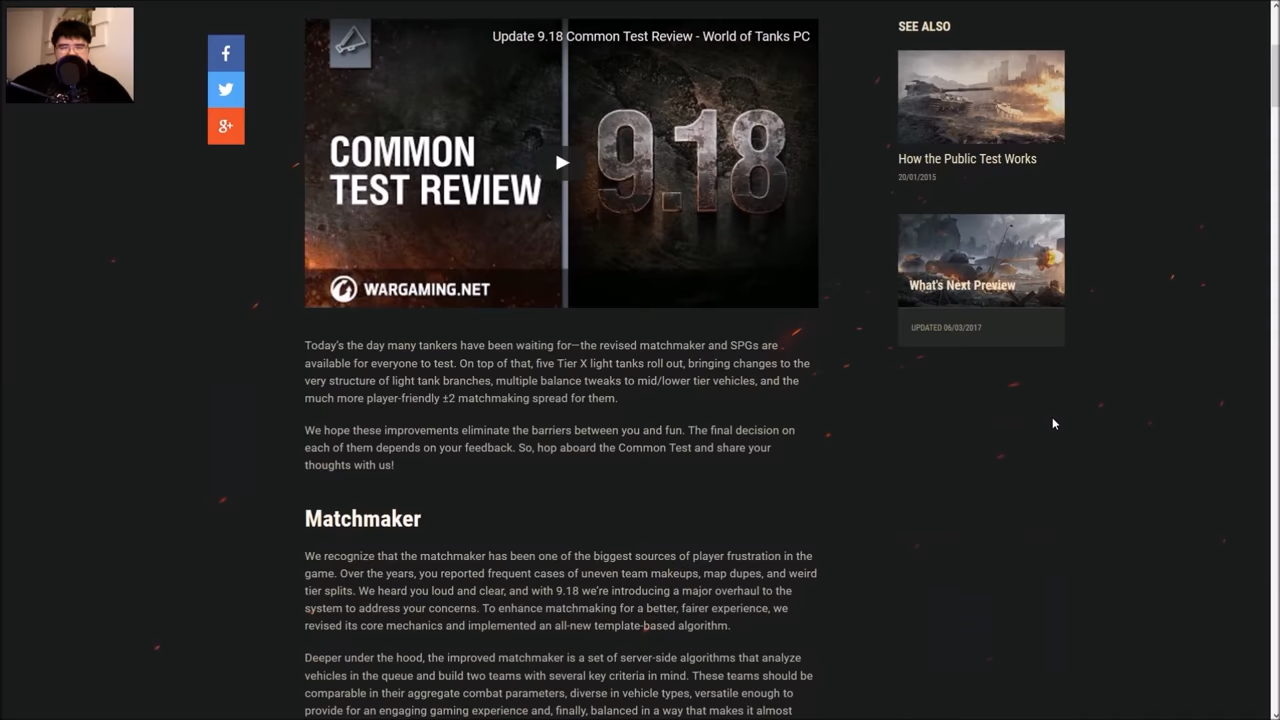 SEE ALSO
Update 9.18 Common Test Review - World of Tanks PC
COMMON
TEST REVIEW
9.18
WARGAMING.NET
f
g+
How the Public Test Works
20/01/2015
What's Next Preview
UPDATED 06/03/2017
Today's the day many tankers have been waiting for—the revised matchmaker and SPGs are
available for everyone to test. On top of that, five Tier X light tanks roll out, bringing changes to the
very structure of light tank branches, multiple balance tweaks to mid/lower tier vehicles, and the
much more player-friendly ±2 matchmaking spread for them.
We hope these improvements eliminate the barriers between you and fun. The final decision on
each of them depends on your feedback. So, hop aboard the Common Test and share your
thoughts with us!
Matchmaker
We recognize that the matchmaker has been one of the biggest sources of player frustration in the
game. Over the years, you reported frequent cases of uneven team makeups, map dupes, and weird
tier splits. We heard you loud and clear, and with 9.18 we're introducing a major overhaul to the
system to address your concerns. To enhance matchmaking for a better, fairer experience, we
revised its core mechanics and implemented an all-new template-based algorithm.
Deeper under the hood, the improved matchmaker is a set of server-side algorithms that analyze
vehicles in the queue and build two teams with several key criteria in mind. These teams should be
comparable in their aggregate combat parameters, diverse in vehicle types, versatile enough to
provide for an engaging gaming experience and, finally, balanced in a way that makes it almost